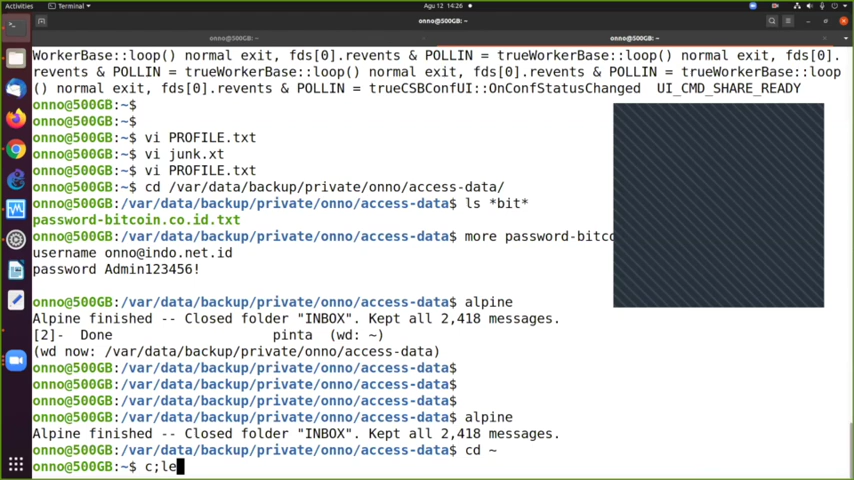 Activities
Terminal
Agu 12 14:26
onno@500GB: ~
onno@500GB: ~
onno@500GB: ~
WorkerBase::loop() normal exit, fds[0].revents & POLLIN = trueWorkerBase::loop() normal exit, fds[0].
revents & POLLIN = trueWorkerBase::loop() normal exit, fds[0].revents & POLLIN = trueWorkerBase::loop
() normal exit, fds[0].revents & POLLIN = trueCSBConfUI::OnConfStatusChanged  UI_CMD_SHARE_READY
onno@500GB:~$
onno@500GB:~$
onno@500GB:~$ vi PROFILE.txt
onno@500GB:~$ vi junk.xt
onno@500GB:~$ vi PROFILE.txt
onno@500GB:~$ cd /var/data/backup/private/onno/access-data/
onno@500GB:/var/data/backup/private/onno/access-data$ ls *bit*
password-bitcoin.co.id.txt
onno@500GB:/var/data/backup/private/onno/access-data$ more password-bitco
username onno@indo.net.id
password Admin123456!
onno@500GB:/var/data/backup/private/onno/access-data$ alpine
Alpine finished -- Closed folder "INBOX". Kept all 2,418 messages.
[2]-  Done                    pinta  (wd: ~)
(wd now: /var/data/backup/private/onno/access-data)
onno@500GB:/var/data/backup/private/onno/access-data$
onno@500GB:/var/data/backup/private/onno/access-data$
onno@500GB:/var/data/backup/private/onno/access-data$
onno@500GB:/var/data/backup/private/onno/access-data$ alpine
Alpine finished -- Closed folder "INBOX". Kept all 2,418 messages.
onno@500GB:/var/data/backup/private/onno/access-data$ cd ~
onno@500GB:~$ c;le